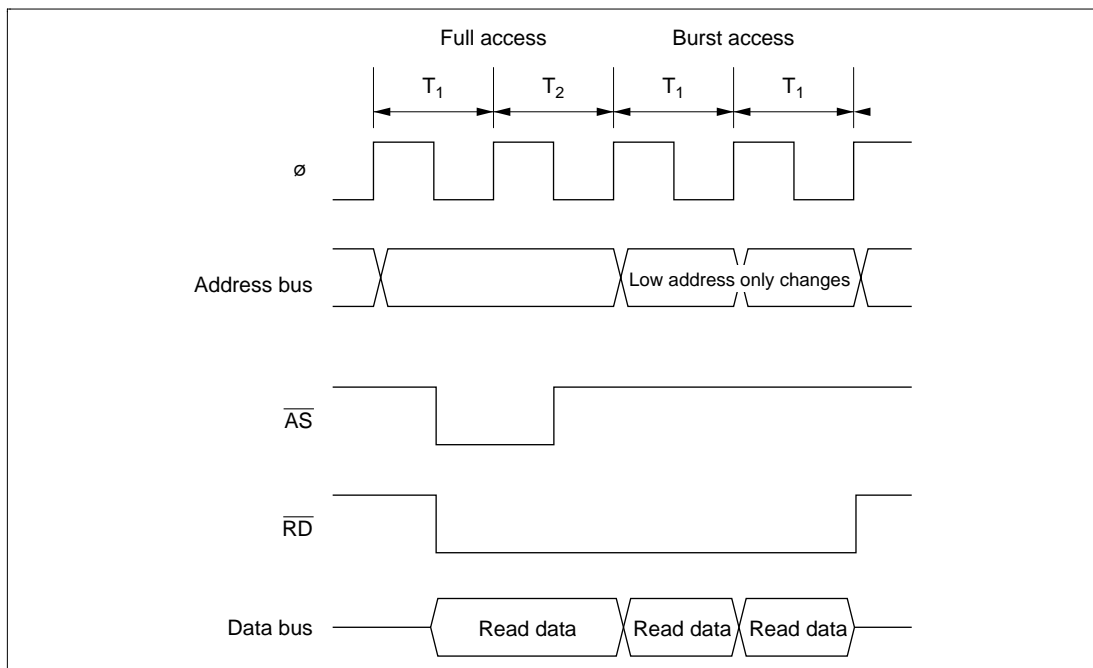 Full access Burst access
T1 T2 T1 T1
ø
Address bus Low address only changes
AS
RD
Data bus Read data Read data Read data